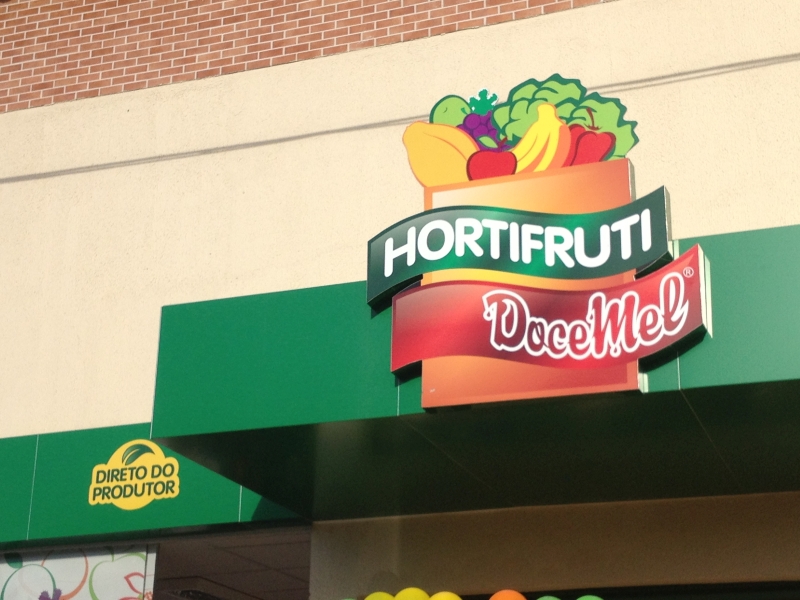 HORTIFRUTI
DoceMel®
DIRETO DO
PRODUTOR